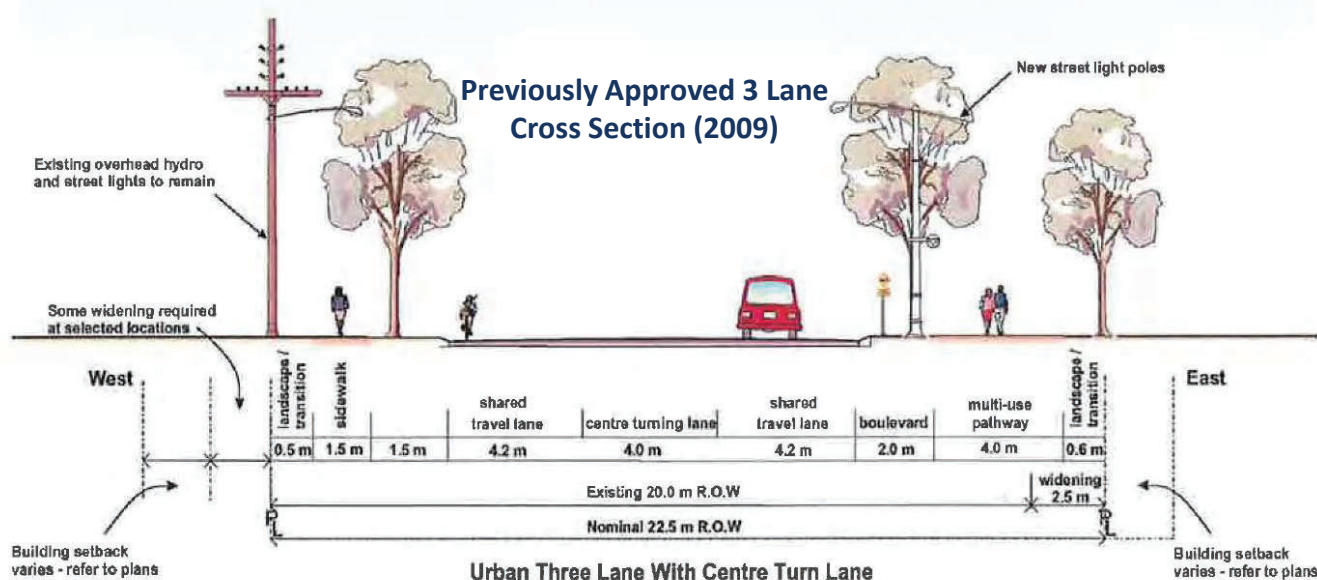 Previously Approved 3 Lane
Cross Section (2009)
New street light poles
Existing overhead hydro
and street lights to remain
Some widening required
at selected locations
West
East
landscape /
transition
sidewalk
shared
travel lane
centre turning lane
shared
travel lane
boulevard
multi-use
pathway
landscape /
transition
0.5 m
1.5 m
1.5 m
4.2 m
4.0 m
4.2 m
2.0 m
4.0 m
0.6 m
Existing 20.0 m R.O.W
widening
2.5 m
Nominal 22.5 m R.O.W
PL
PL
Building setback
varies - refer to plans
Building setback
varies - refer to plans
Urban Three Lane With Centre Turn Lane